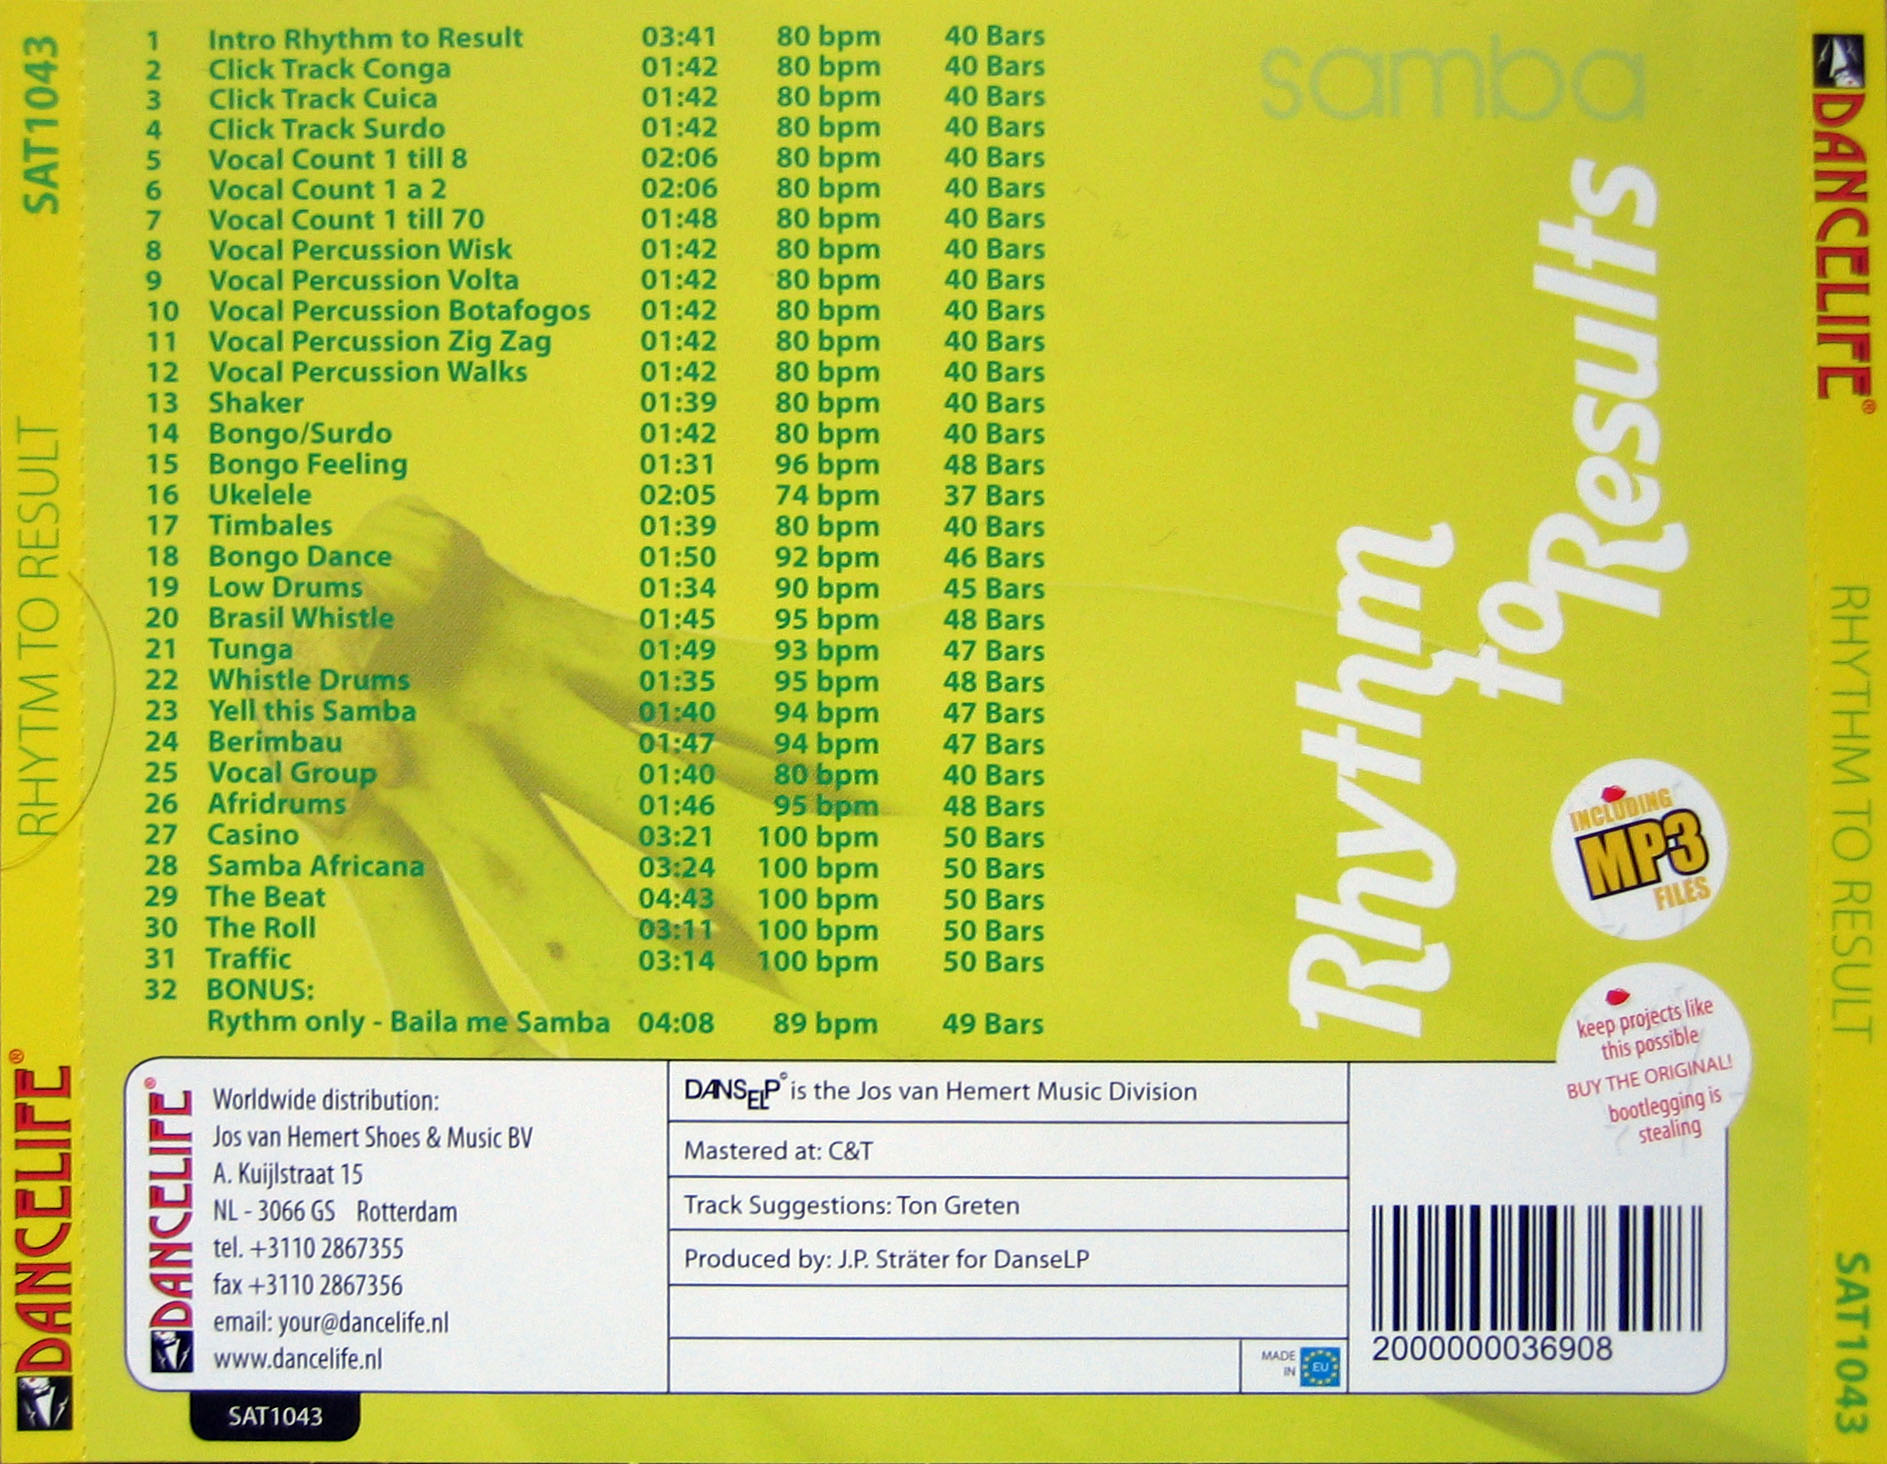 SAT1043
RHYTM TO RESULT
DANCELIFE®
1 Intro Rhythm to Result 03:41 80 bpm 40 Bars
2 Click Track Conga 01:42 80 bpm 40 Bars
3 Click Track Cuica 01:42 80 bpm 40 Bars
4 Click Track Surdo 01:42 80 bpm 40 Bars
5 Vocal Count 1 till 8 02:06 80 bpm 40 Bars
6 Vocal Count 1 a 2 02:06 80 bpm 40 Bars
7 Vocal Count 1 till 70 01:48 80 bpm 40 Bars
8 Vocal Percussion Wisk 01:42 80 bpm 40 Bars
9 Vocal Percussion Volta 01:42 80 bpm 40 Bars
10 Vocal Percussion Botafogos 01:42 80 bpm 40 Bars
11 Vocal Percussion Zig Zag 01:42 80 bpm 40 Bars
12 Vocal Percussion Walks 01:42 80 bpm 40 Bars
13 Shaker 01:39 80 bpm 40 Bars
14 Bongo/Surdo 01:42 80 bpm 40 Bars
15 Bongo Feeling 01:31 96 bpm 48 Bars
16 Ukelele 02:05 74 bpm 37 Bars
17 Timbales 01:39 80 bpm 40 Bars
18 Bongo Dance 01:50 92 bpm 46 Bars
19 Low Drums 01:34 90 bpm 45 Bars
20 Brasil Whistle 01:45 95 bpm 48 Bars
21 Tunga 01:49 93 bpm 47 Bars
22 Whistle Drums 01:35 95 bpm 48 Bars
23 Yell this Samba 01:40 94 bpm 47 Bars
24 Berimbau 01:47 94 bpm 47 Bars
25 Vocal Group 01:40 80 bpm 40 Bars
26 Afridrums 01:46 95 bpm 48 Bars
27 Casino 03:21 100 bpm 50 Bars
28 Samba Africana 03:24 100 bpm 50 Bars
29 The Beat 04:43 100 bpm 50 Bars
30 The Roll 03:11 100 bpm 50 Bars
31 Traffic 03:14 100 bpm 50 Bars
32 BONUS:
Rythm only - Baila me Samba 04:08 89 bpm 49 Bars
samba
Rhythm
to
Results
INCLUDING
MP3
FILES
keep projects like
this possible
BUY THE ORIGINAL!
bootlegging is
stealing
DANCELIFE®
Worldwide distribution:
Jos van Hemert Shoes & Music BV
A. Kuijlstraat 15
NL - 3066 GS Rotterdam
tel. +3110 2867355
fax +3110 2867356
email: your@dancelife.nl
www.dancelife.nl
SAT1043
DANSELP© is the Jos van Hemert Music Division
Mastered at: C&T
Track Suggestions: Ton Greten
Produced by: J.P. Sträter for DanseLP
MADE
IN
EU
2000000036908
DANCELIFE®
RHYTHM TO RESULT
SAT1043